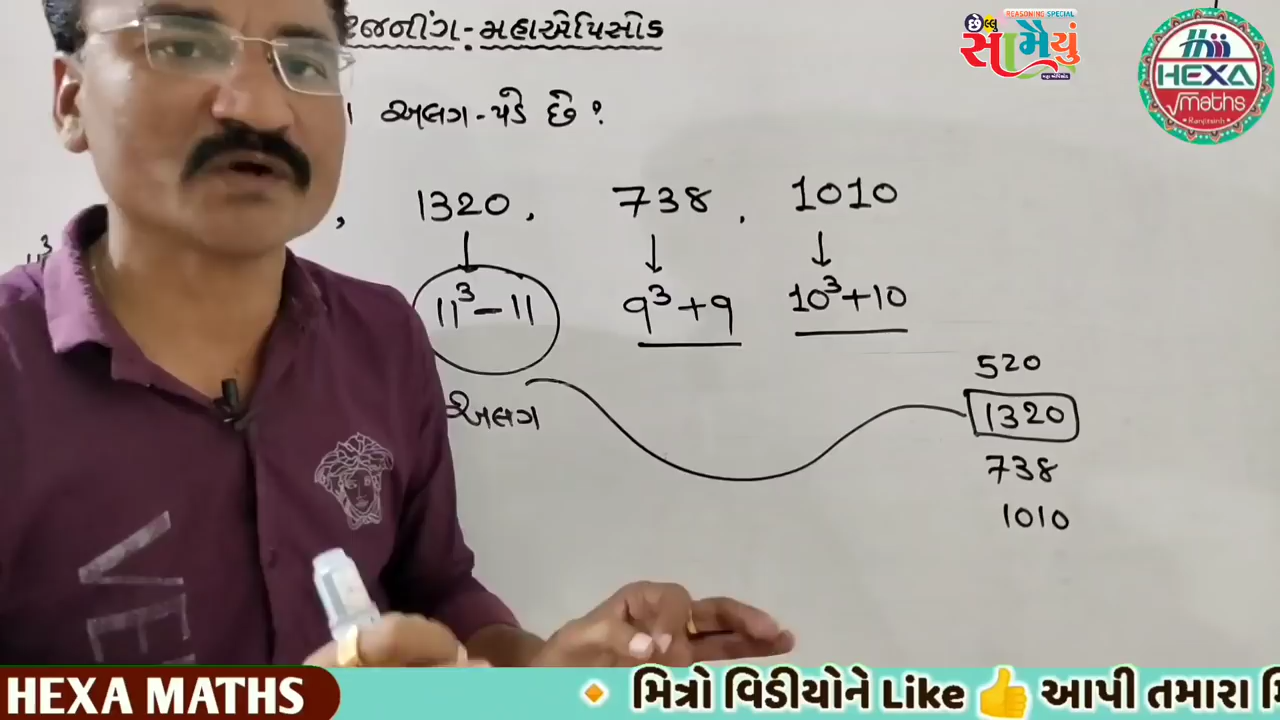 રીજનીંગ-મહાએપિસોડ
REASONING SPECIAL
છેલ્લુ
સામૈયું
HEXA
√maths
Ranjitsinh
અલગ-પડે છે?
, 1320, 738, 1010
↓ ↓ ↓
11³-11 9³+9 10³+10
અલગ
520
1320
738
1010
HEXA MATHS
🔸 મિત્રો વિડીયોને Like 👍 આપી તમારા